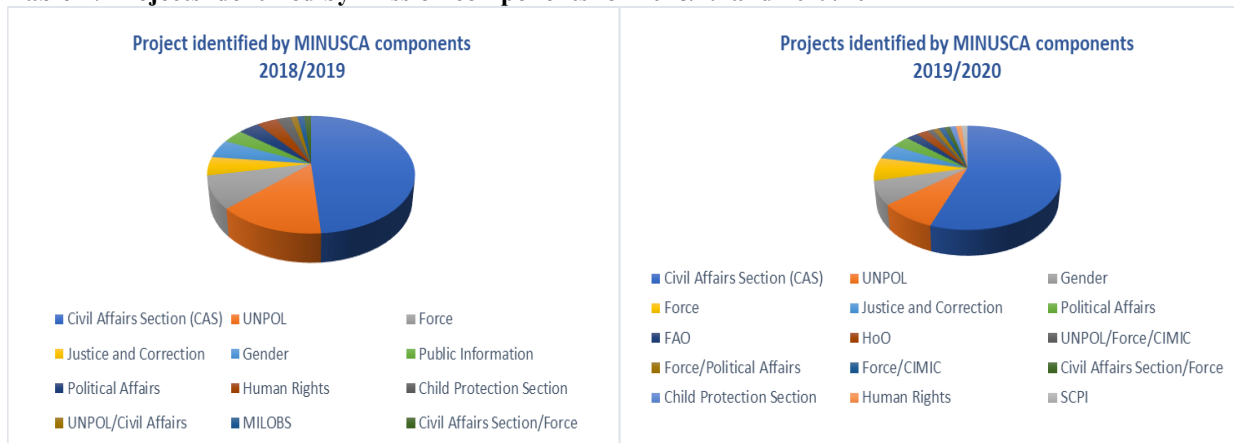 Project identified by MINUSCA components
2018/2019
Civil Affairs Section (CAS) UNPOL Force
Justice and Correction Gender Public Information
Political Affairs Human Rights Child Protection Section
UNPOL/Civil Affairs MILOBS Civil Affairs Section/Force
Projects identified by MINUSCA components
2019/2020
Civil Affairs Section (CAS) UNPOL Gender
Force Justice and Correction Political Affairs
FAO HoO UNPOL/Force/CIMIC
Force/Political Affairs Force/CIMIC Civil Affairs Section/Force
Child Protection Section Human Rights SCPI